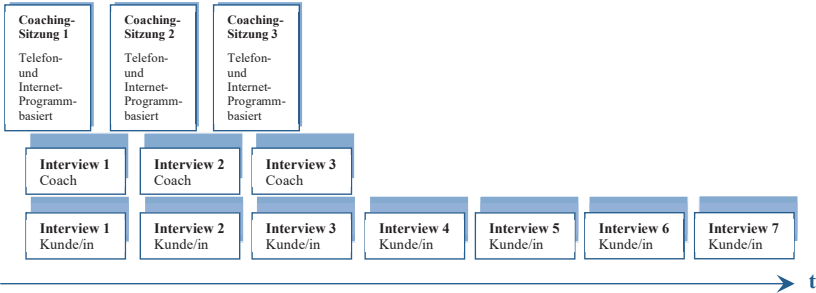 Coaching-
Sitzung 1
Telefon-
und
Internet-
Programm-
basiert
Coaching-
Sitzung 2
Telefon-
und
Internet-
Programm-
basiert
Coaching-
Sitzung 3
Telefon-
und
Internet-
Programm-
basiert
Interview 1
Coach
Interview 2
Coach
Interview 3
Coach
Interview 1
Kunde/in
Interview 2
Kunde/in
Interview 3
Kunde/in
Interview 4
Kunde/in
Interview 5
Kunde/in
Interview 6
Kunde/in
Interview 7
Kunde/in
t